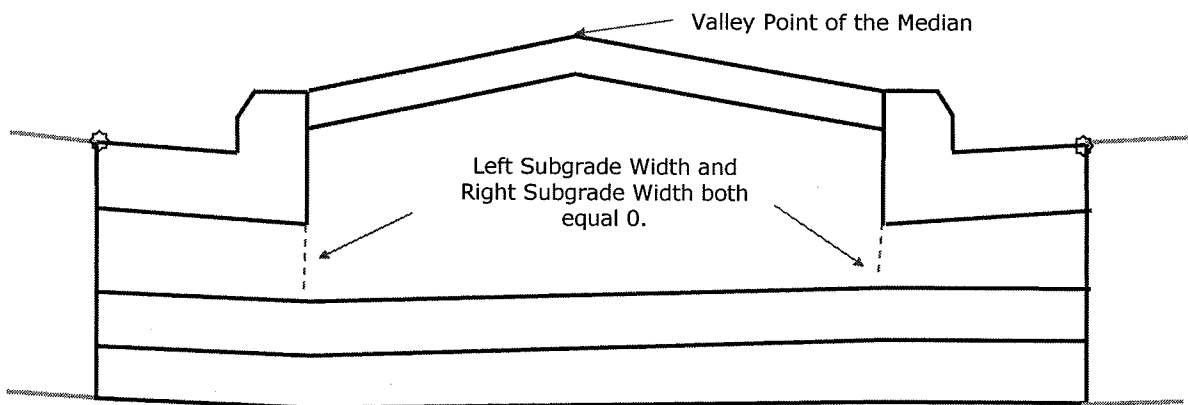 Valley Point of the Median
Left Subgrade Width and
Right Subgrade Width both
equal 0.